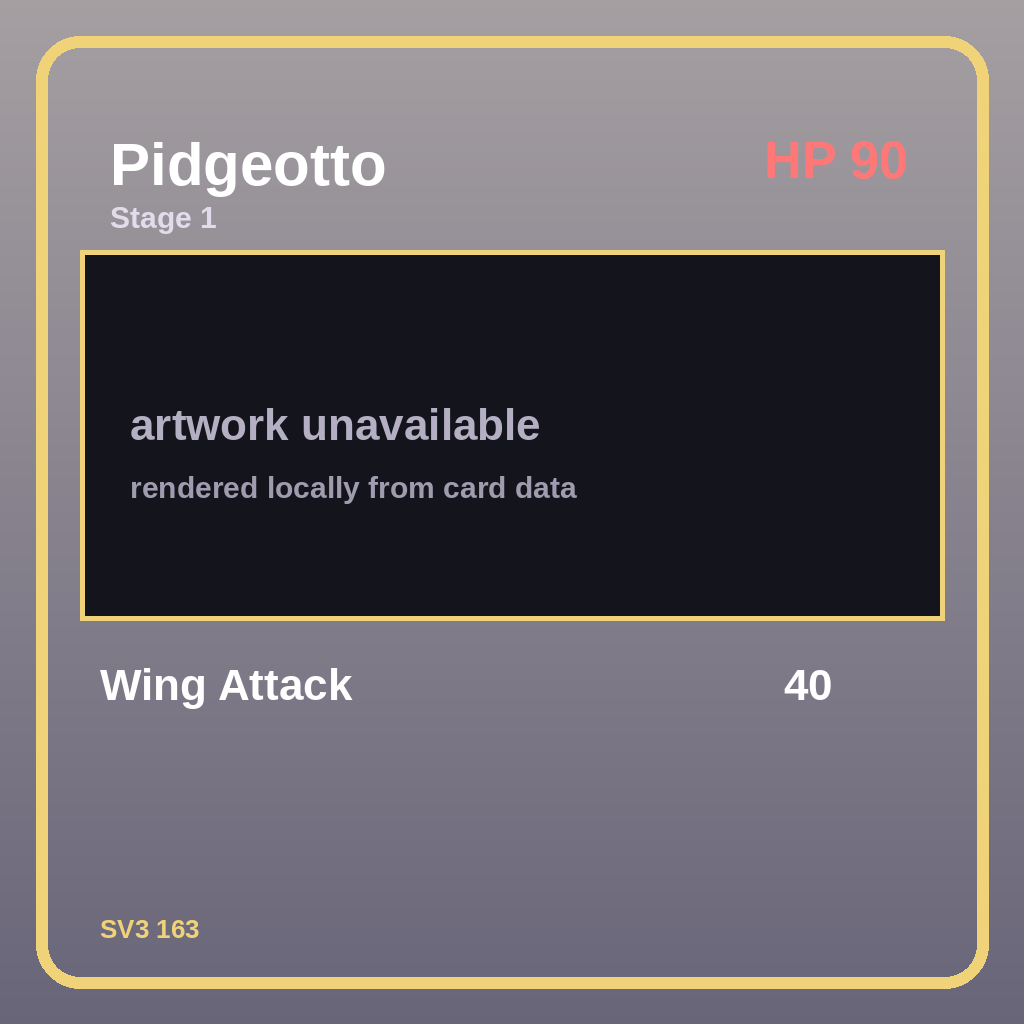 Pidgeotto
HP 90
Stage 1
artwork unavailable
rendered locally from card data
Wing Attack 40
SV3 163